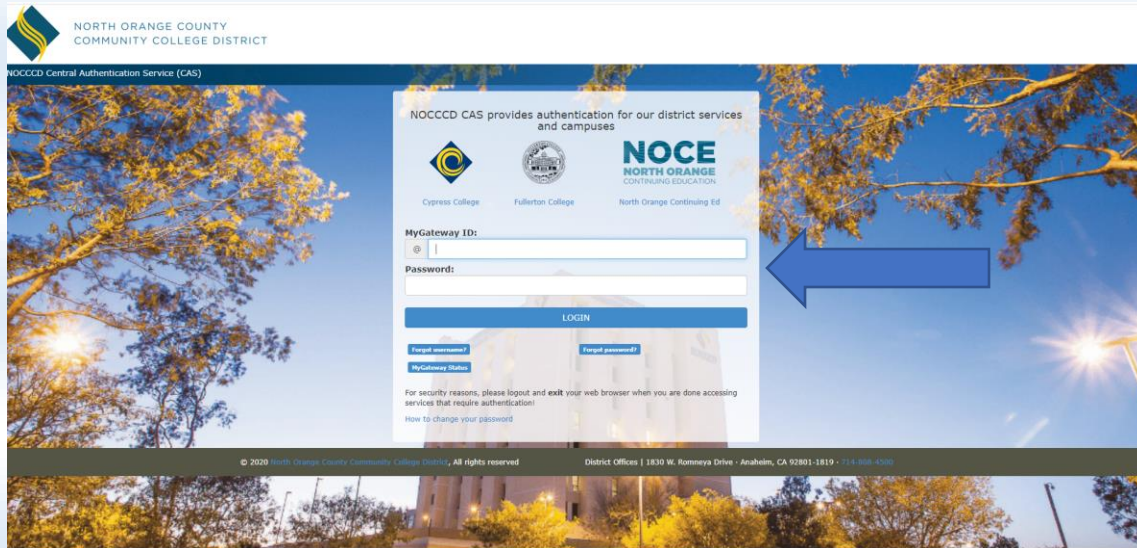 NORTH ORANGE COUNTY
COMMUNITY COLLEGE DISTRICT
NOCCCD Central Authentication Service (CAS)
NOCCCD CAS provides authentication for our district services
and campuses
NOCE
NORTH ORANGE
CONTINUING EDUCATION
Cypress College
Fullerton College
North Orange Continuing Ed
MyGateway ID:
@
Password:
LOGIN
Forgot username?
Forgot password?
MyGateway Status
For security reasons, please logout and exit your web browser when you are done accessing
services that require authentication!
How to change your password
© 2020 North Orange County Community College District, All rights reserved
District Offices | 1830 W. Romneya Drive - Anaheim, CA 92801-1819 - 714-808-4500